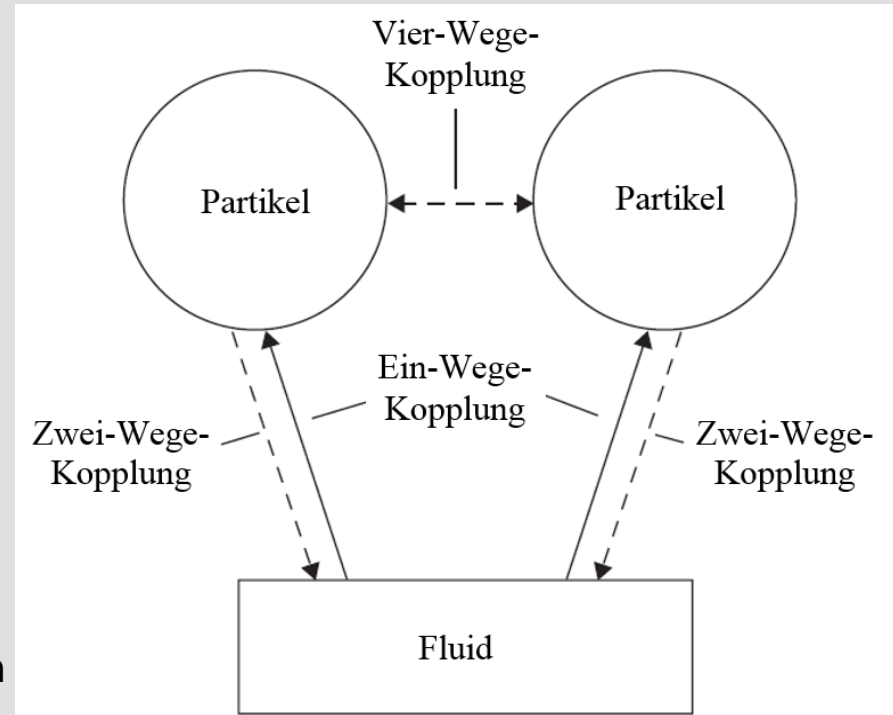 Vier-Wege-
Kopplung
Partikel
Partikel
Ein-Wege-
Kopplung
Zwei-Wege-
Kopplung
Zwei-Wege-
Kopplung
Fluid